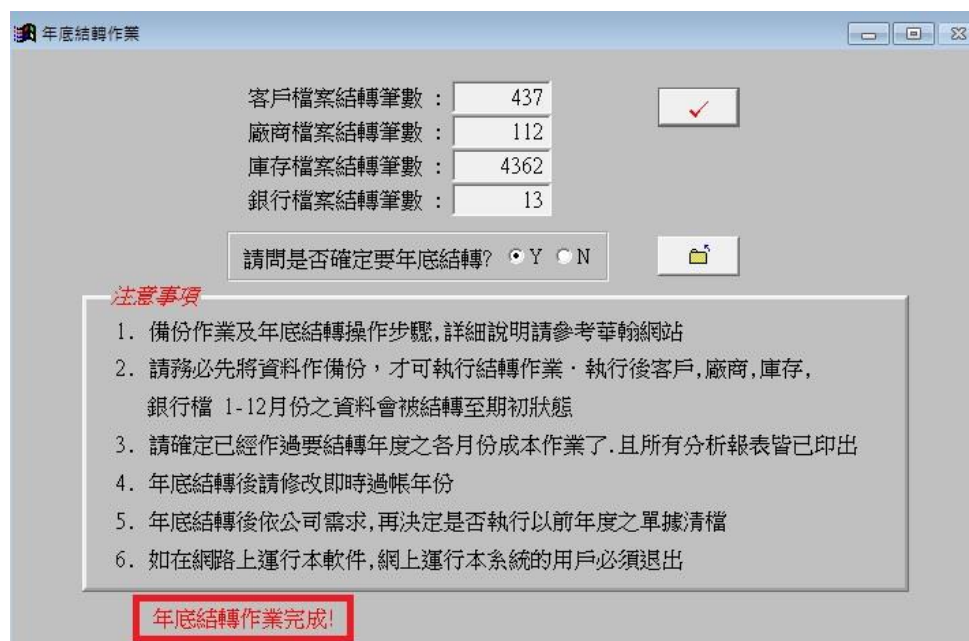 年底結轉作業
客戶檔案結轉筆數 : 437
廠商檔案結轉筆數 : 112
庫存檔案結轉筆數 : 4362
銀行檔案結轉筆數 : 13
請問是否確定要年底結轉? Y N
注意事項
1. 備份作業及年底結轉操作步驟,詳細說明請參考華翰網站
2. 請務必先將資料作備份，才可執行結轉作業‧執行後客戶,廠商,庫存,
銀行檔 1-12月份之資料會被結轉至期初狀態
3. 請確定已經作過要結轉年度之各月份成本作業了.且所有分析報表皆已印出
4. 年底結轉後請修改即時過帳年份
5. 年底結轉後依公司需求,再決定是否執行以前年度之單據清檔
6. 如在網路上運行本軟件,網上運行本系統的用戶必須退出
年底結轉作業完成!